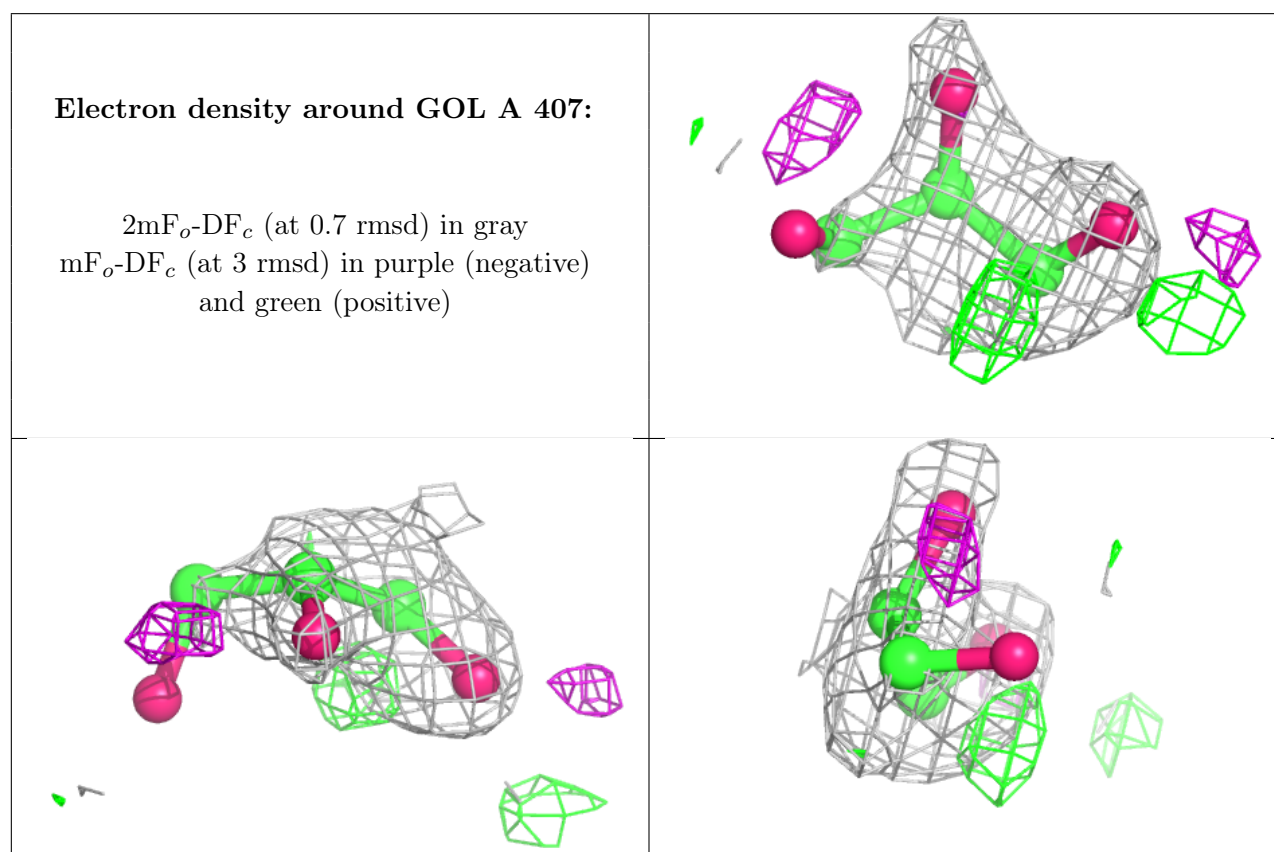 Electron density around GOL A 407:
2mFo-DFc (at 0.7 rmsd) in gray
mFo-DFc (at 3 rmsd) in purple (negative)
and green (positive)